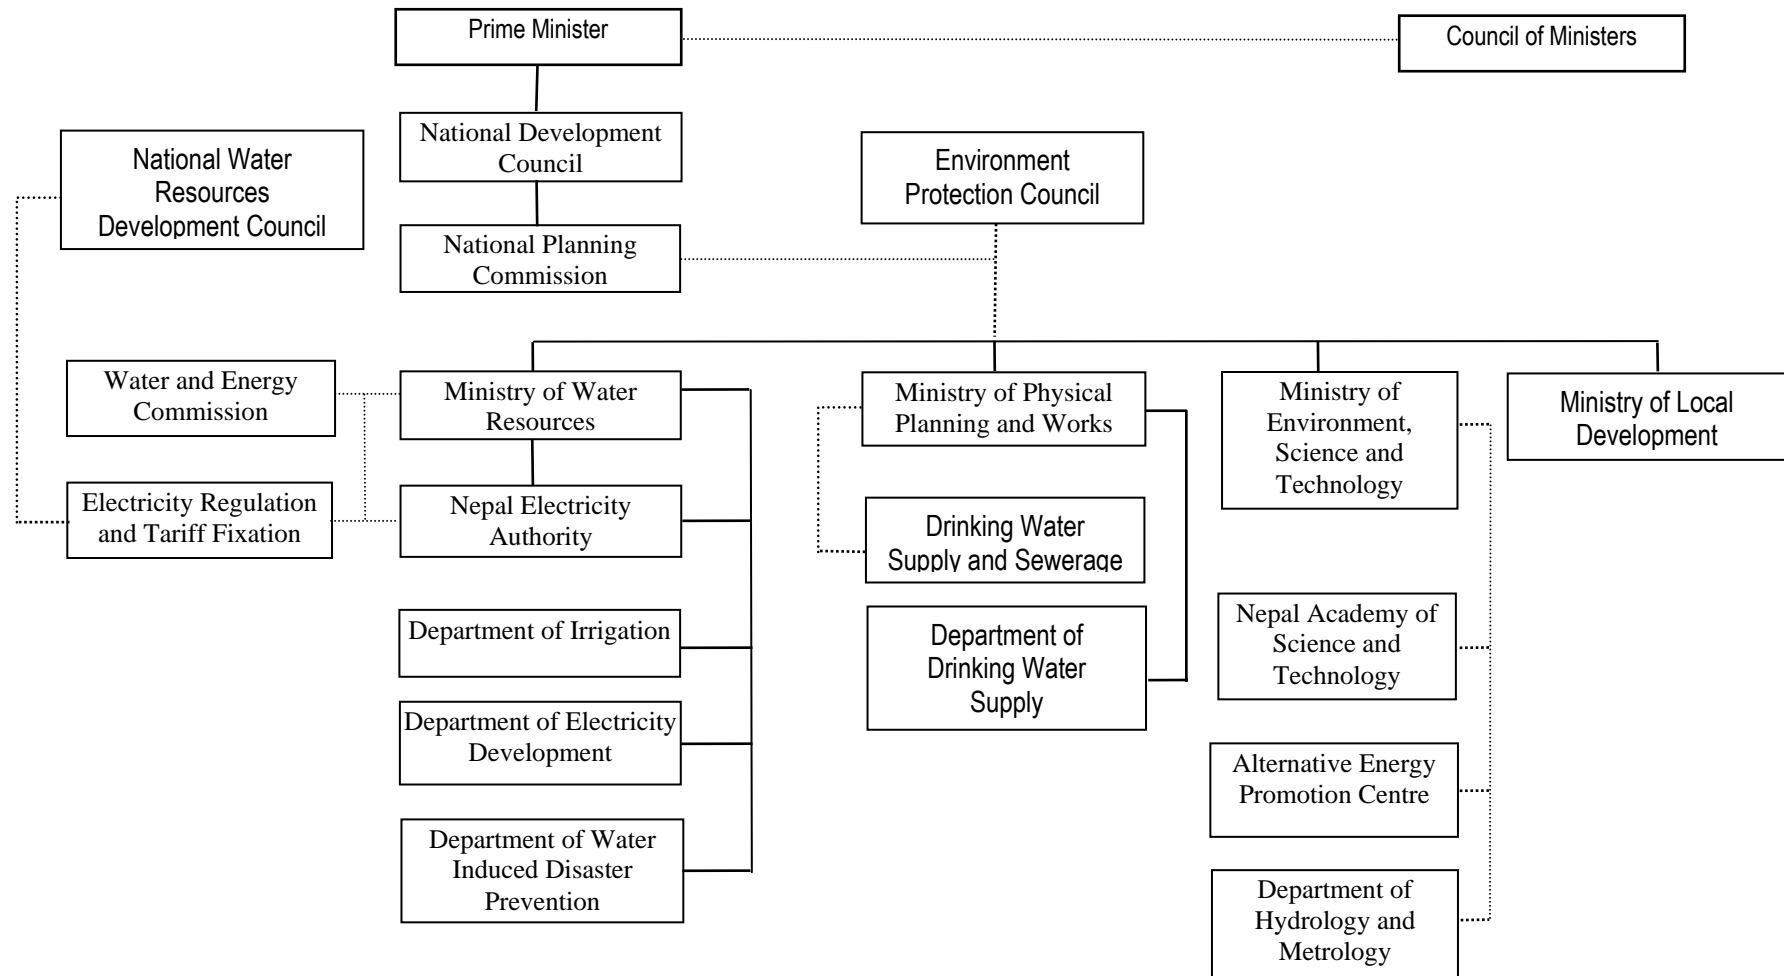 Prime Minister
Council of Ministers
National Development
Council
National Water
Resources
Development Council
Environment
Protection Council
National Planning
Commission
Water and Energy
Commission
Ministry of Water
Resources
Ministry of Physical
Planning and Works
Ministry of
Environment,
Science and
Technology
Ministry of Local
Development
Electricity Regulation
and Tariff Fixation
Nepal Electricity
Authority
Drinking Water
Supply and Sewerage
Department of Irrigation
Department of
Drinking Water
Supply
Nepal Academy of
Science and
Technology
Department of Electricity
Development
Alternative Energy
Promotion Centre
Department of Water
Induced Disaster
Prevention
Department of
Hydrology and
Metrology